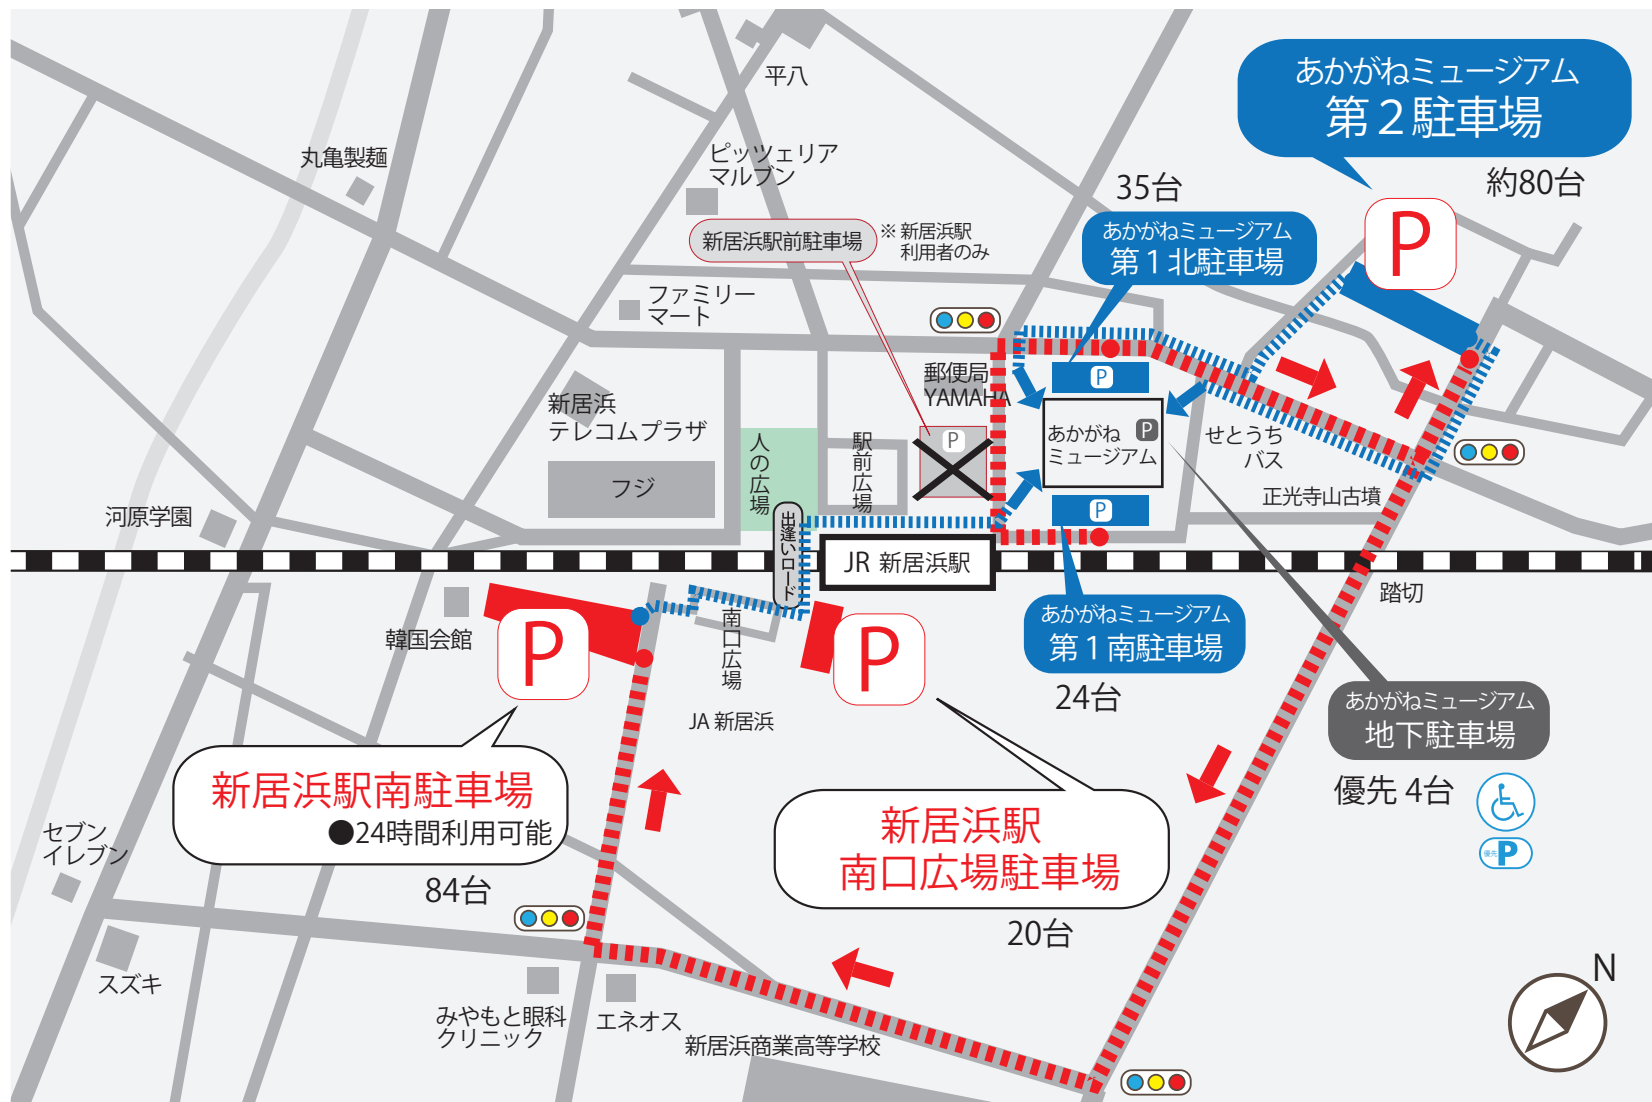 あかがねミュージアム
第２駐車場
約80台
平八
丸亀製麺
ピッツェリア
マルブン
35台
あかがねミュージアム
第１北駐車場
新居浜駅前駐車場
※ 新居浜駅
利用者のみ
ファミリー
マート
郵便局
YAMAHA
P
P
新居浜
テレコムプラザ
フジ
人の広場
駅前広場
P
あかがね
ミュージアム
P
せとうち
バス
正光寺山古墳
P
河原学園
出逢いロード
JR 新居浜駅
踏切
韓国会館
P
南口広場
P
あかがねミュージアム
第１南駐車場
24台
JA 新居浜
あかがねミュージアム
地下駐車場
優先 4台
優先P
新居浜駅南駐車場
●24時間利用可能
84台
新居浜駅
南口広場駐車場
20台
セブン
イレブン
スズキ
みやもと眼科
クリニック
エネオス
新居浜商業高等学校
N